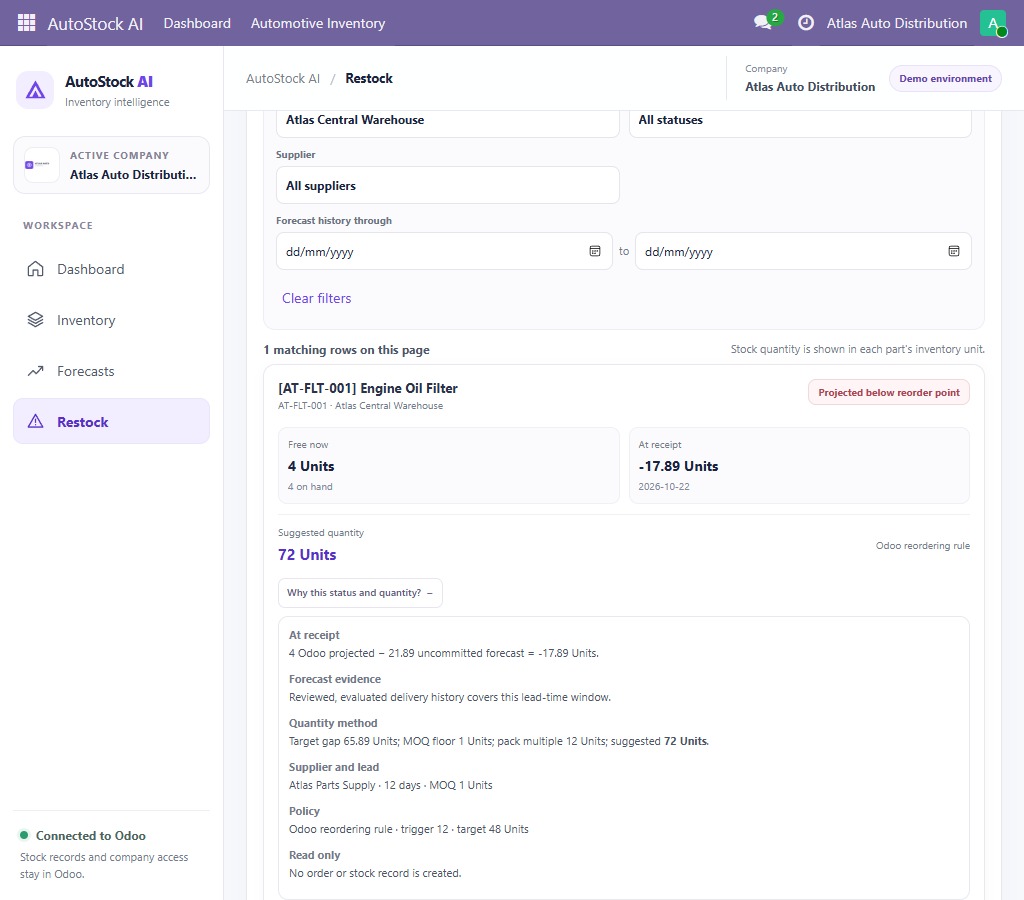 AutoStock AI Dashboard Automotive Inventory 2 Atlas Auto Distribution A
AutoStock AI
Inventory intelligence
ACTIVE COMPANY
Atlas Auto Distributi...
WORKSPACE
Dashboard
Inventory
Forecasts
Restock
Connected to Odoo
Stock records and company access
stay in Odoo.
AutoStock AI / Restock
Company
Atlas Auto Distribution
Demo environment
Atlas Central Warehouse
All statuses
Supplier
All suppliers
Forecast history through
dd/mm/yyyy to dd/mm/yyyy
Clear filters
1 matching rows on this page
Stock quantity is shown in each part's inventory unit.
[AT-FLT-001] Engine Oil Filter
AT-FLT-001 · Atlas Central Warehouse
Projected below reorder point
Free now
4 Units
4 on hand
At receipt
-17.89 Units
2026-10-22
Suggested quantity
72 Units
Odoo reordering rule
Why this status and quantity? −
At receipt
4 Odoo projected − 21.89 uncommitted forecast = -17.89 Units.
Forecast evidence
Reviewed, evaluated delivery history covers this lead-time window.
Quantity method
Target gap 65.89 Units; MOQ floor 1 Units; pack multiple 12 Units; suggested 72 Units.
Supplier and lead
Atlas Parts Supply · 12 days · MOQ 1 Units
Policy
Odoo reordering rule · trigger 12 · target 48 Units
Read only
No order or stock record is created.